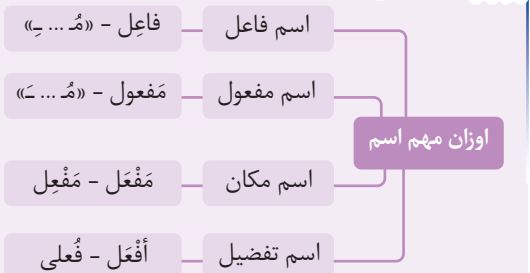 اسم فاعل – فاعِل - «مُـ ... ـِ»
اسم مفعول – مَفعول - «مُـ ... ـَ»
اوزان مهم اسم
اسم مکان – مَفْعَل - مَفْعِل
اسم تفضیل – أفْعَل - فُعلی